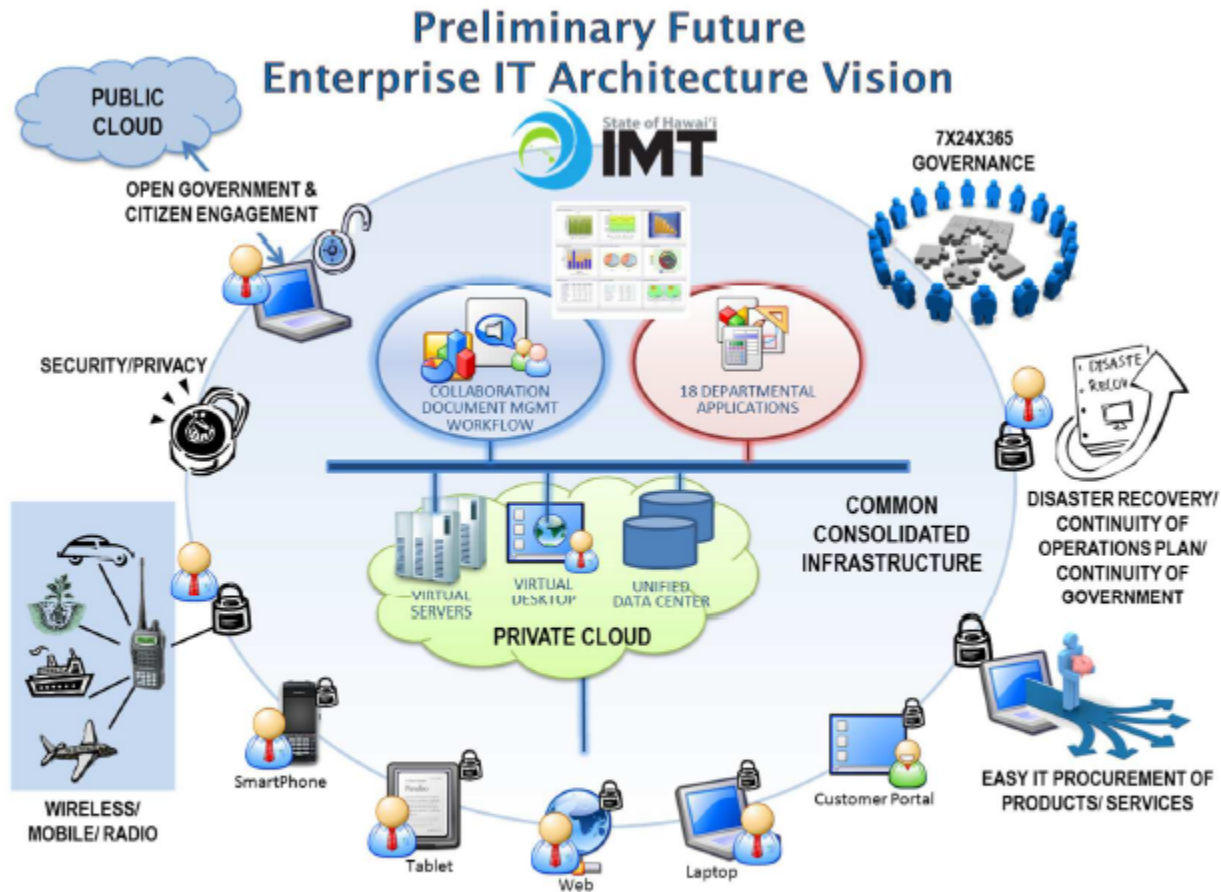 Preliminary Future
Enterprise IT Architecture Vision
State of Hawai'i
IMT
PUBLIC
CLOUD
OPEN GOVERNMENT &
CITIZEN ENGAGEMENT
7X24X365
GOVERNANCE
SECURITY/PRIVACY
COLLABORATION
DOCUMENT MGMT
WORKFLOW
18 DEPARTMENTAL
APPLICATIONS
DISASTE
RECOV
DISASTER RECOVERY/
CONTINUITY OF
OPERATIONS PLAN/
CONTINUITY OF
GOVERNMENT
COMMON
CONSOLIDATED
INFRASTRUCTURE
VIRTUAL
SERVERS
VIRTUAL
DESKTOP
UNIFIED
DATA CENTER
PRIVATE CLOUD
WIRELESS/
MOBILE/ RADIO
SmartPhone
Tablet
Web
Laptop
Customer Portal
EASY IT PROCUREMENT OF
PRODUCTS/ SERVICES